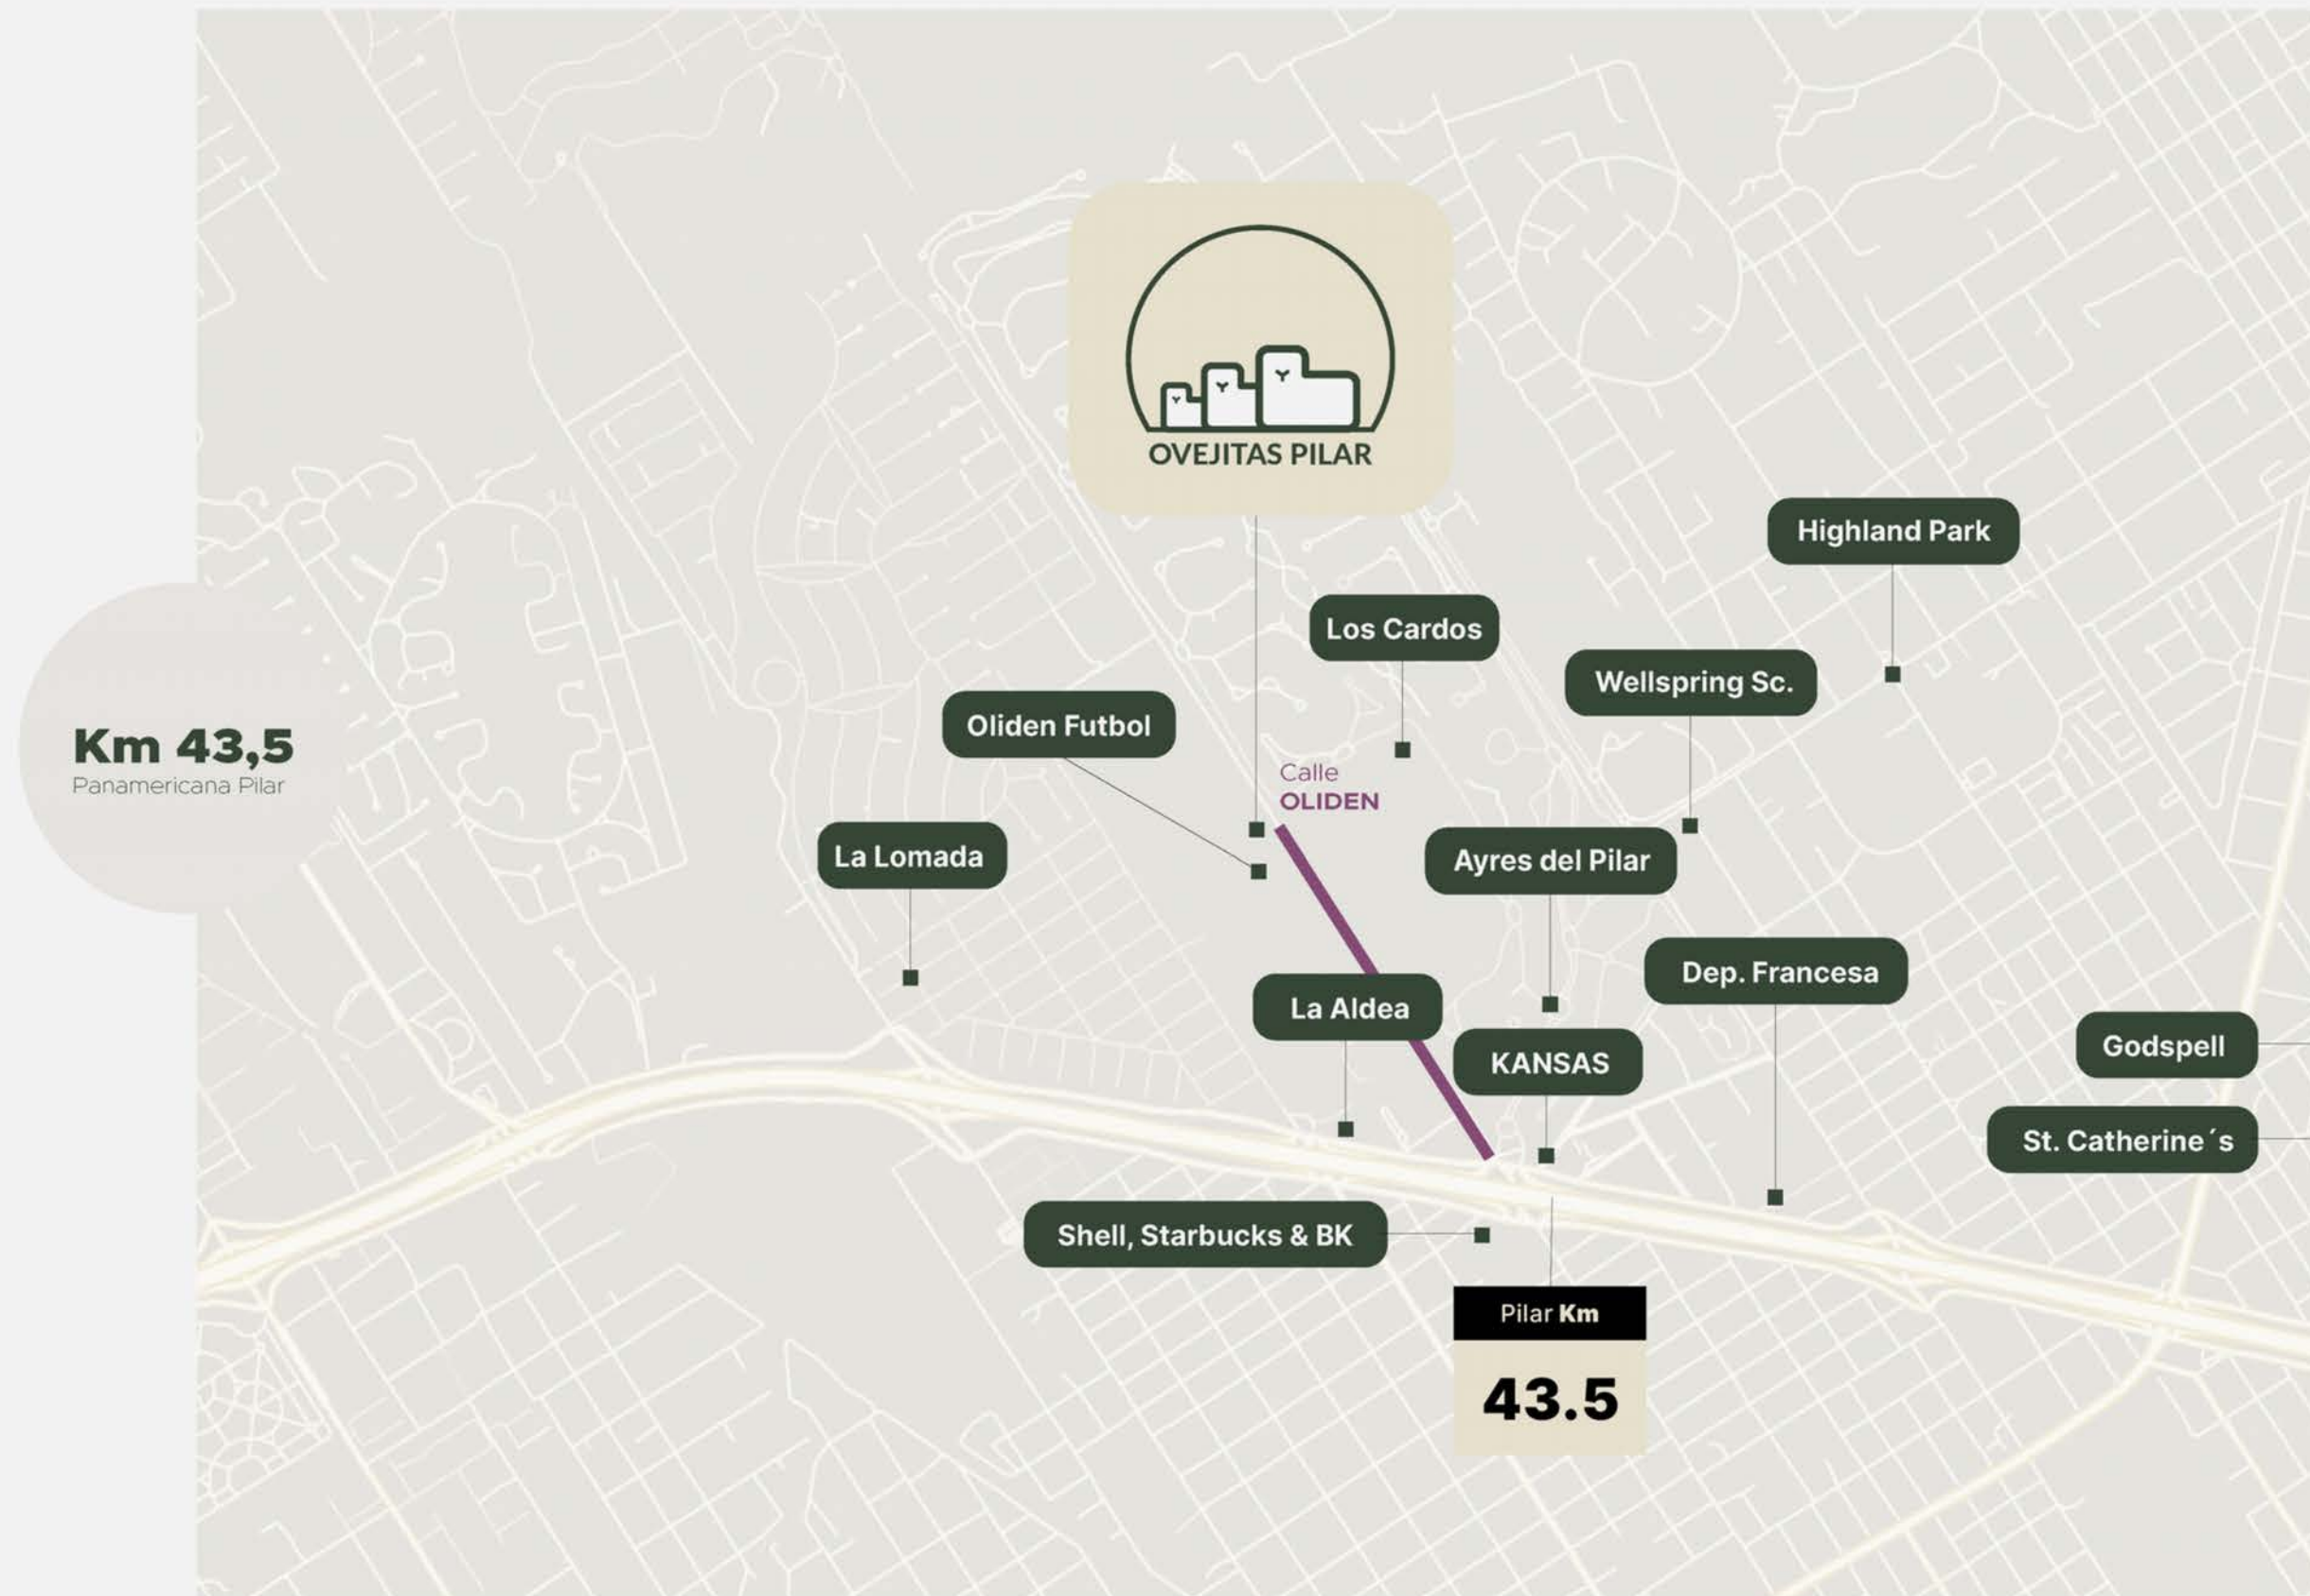 OVEJITAS PILAR
Highland Park
Los Cardos
Wellspring Sc.
Oliden Futbol
Km 43,5
Panamericana Pilar
Calle
OLIDEN
La Lomada
Ayres del Pilar
Dep. Francesa
La Aldea
KANSAS
Godspell
St. Catherine´s
Shell, Starbucks & BK
Pilar Km
43.5